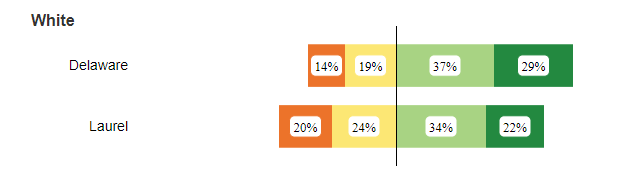 White
Delaware 14% 19% 37% 29%
Laurel 20% 24% 34% 22%